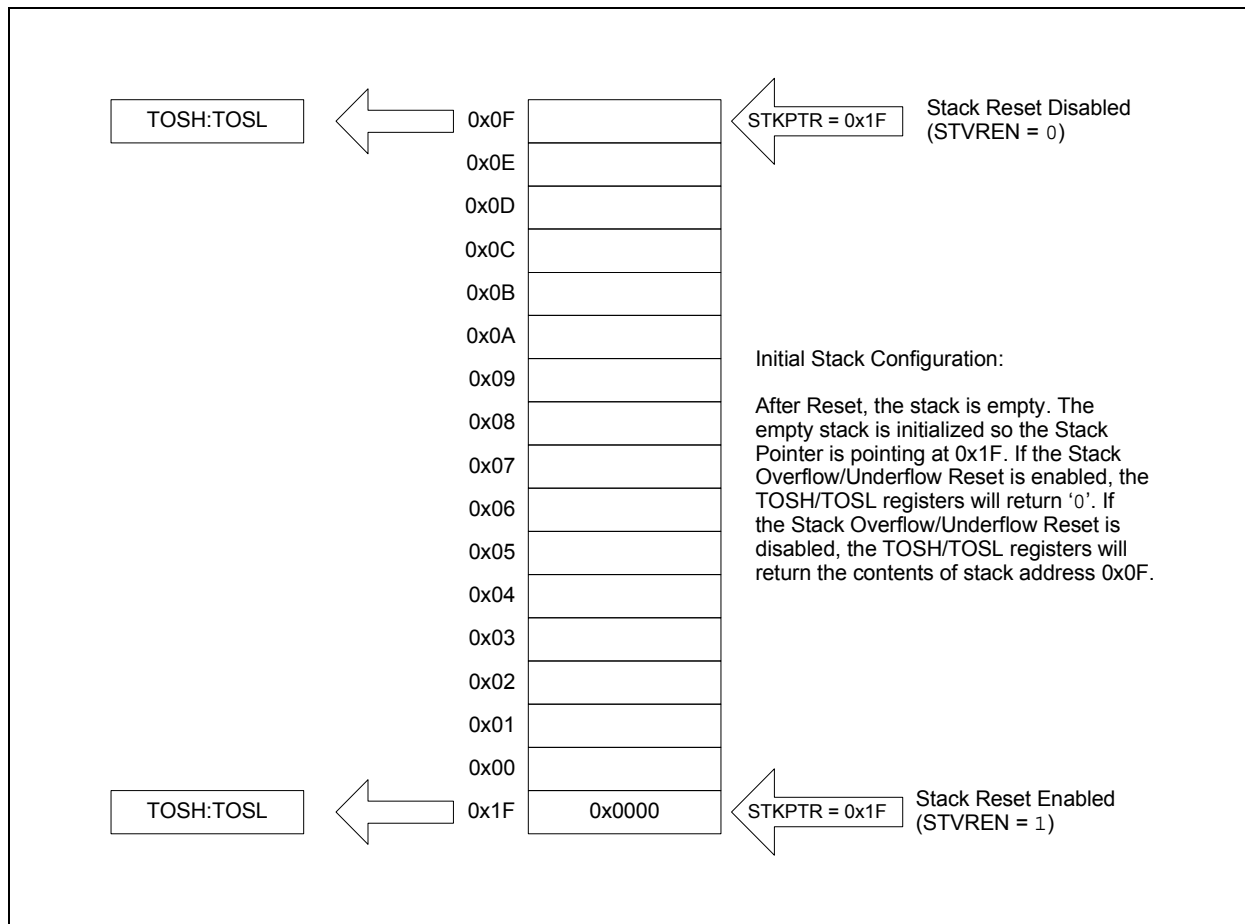 TOSH:TOSL
0x0F
STKPTR = 0x1F
Stack Reset Disabled
(STVREN = 0)
0x0E
0x0D
0x0C
0x0B
0x0A
0x09
0x08
0x07
0x06
0x05
0x04
0x03
0x02
0x01
0x00
Initial Stack Configuration:
After Reset, the stack is empty. The
empty stack is initialized so the Stack
Pointer is pointing at 0x1F. If the Stack
Overflow/Underflow Reset is enabled, the
TOSH/TOSL registers will return ‘0’. If
the Stack Overflow/Underflow Reset is
disabled, the TOSH/TOSL registers will
return the contents of stack address 0x0F.
TOSH:TOSL
0x1F
0x0000
STKPTR = 0x1F
Stack Reset Enabled
(STVREN = 1)